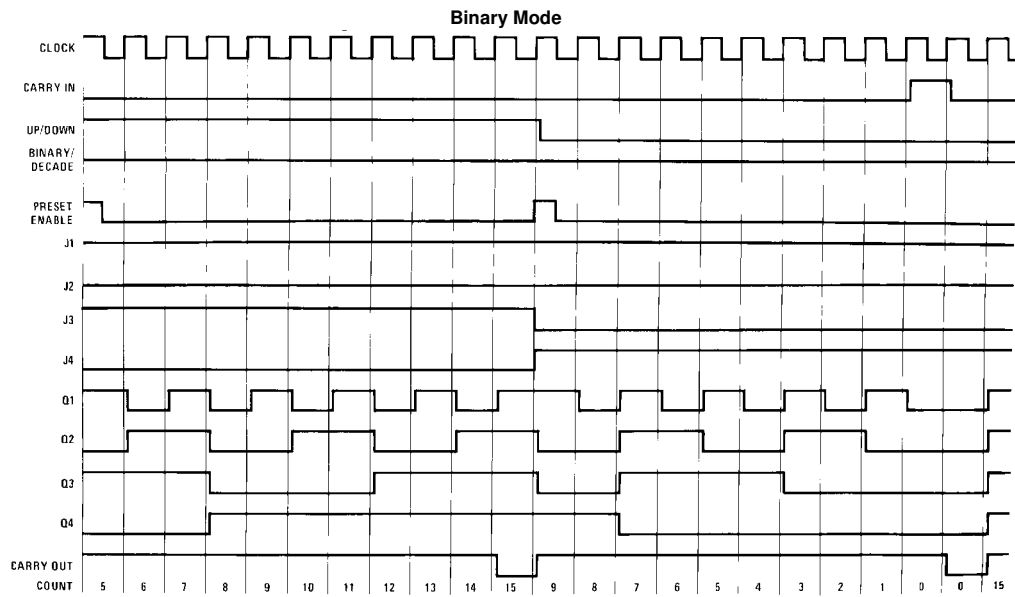 Binary Mode
CLOCK
CARRY IN
UP/DOWN
BINARY/
DECADE
PRESET
ENABLE
J1
J2
J3
J4
Q1
Q2
Q3
Q4
CARRY OUT
COUNT 5 6 7 8 9 10 11 12 13 14 15 9 8 7 6 5 4 3 2 1 0 0 15